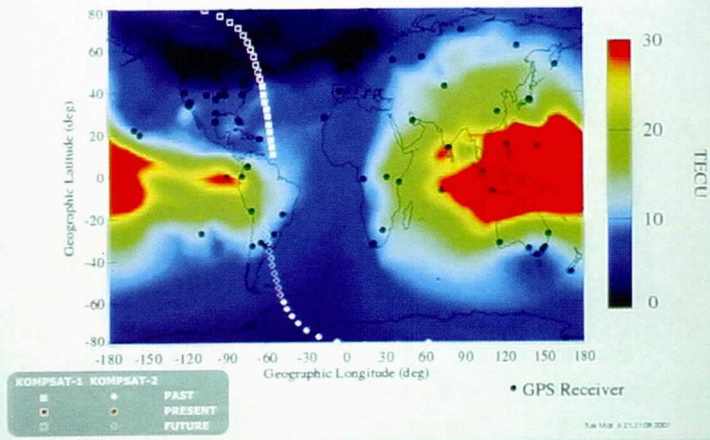 80
60
40
20
0
-20
-40
-60
-80
Geographic Latitude (deg)
-180 -150 -120 -90 -60 -30 0 30 60 90 120 150 180
Geographic Longitude (deg)
30
20
10
0
TECU
• GPS Receiver
KOMPSAT-1 KOMPSAT-2
PAST
PRESENT
FUTURE